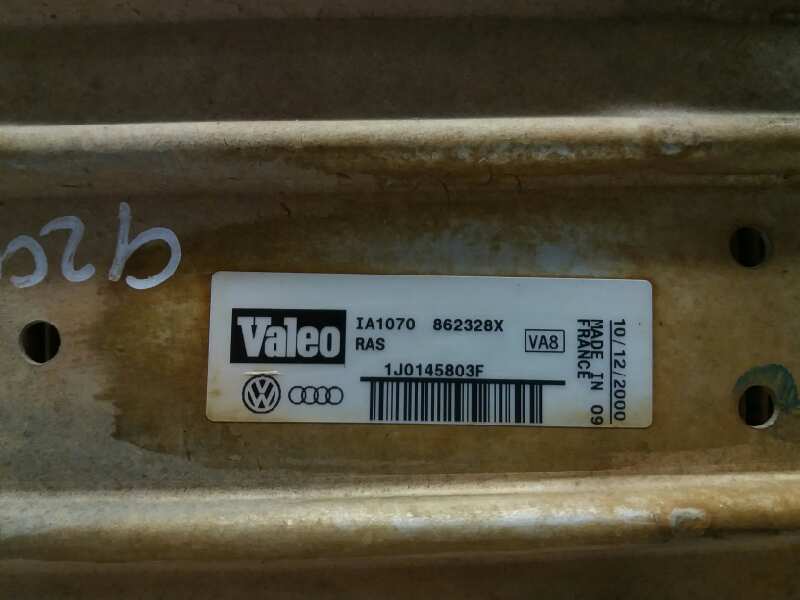 Valeo
IA1070 862328X
RAS
VA8
1J0145803F
10/12/2000
MADE IN 09
FRANCE